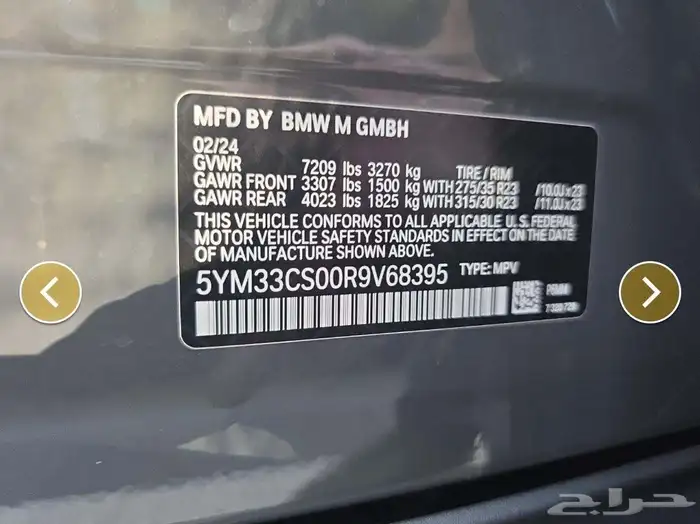 MFD BY BMW M GMBH
02/24
GVWR 7209 lbs 3270 kg TIRE / RIM
GAWR FRONT 3307 lbs 1500 kg WITH 275/35 R23 /10.0J x 23
GAWR REAR 4023 lbs 1825 kg WITH 315/30 R23 /11.0J x 23
THIS VEHICLE CONFORMS TO ALL APPLICABLE U.S. FEDERAL
MOTOR VEHICLE SAFETY STANDARDS IN EFFECT ON THE DATE
OF MANUFACTURE SHOWN ABOVE.
5YM33CS00R9V68395 TYPE: MPV
حراج